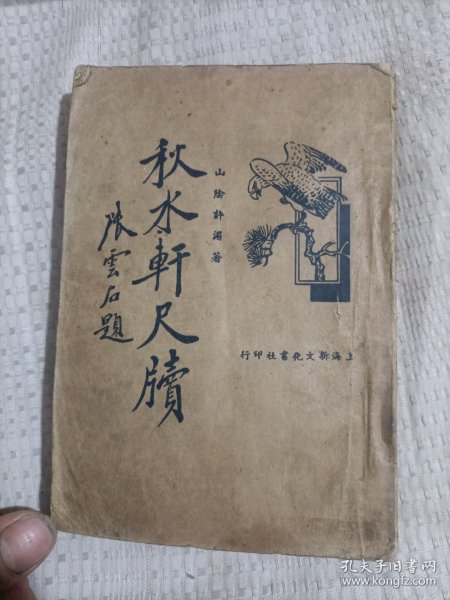 山陰許湄著
秋水軒尺牘
張雲石題
上海新文化書社印行
孔夫子旧书网
www.kongfz.com